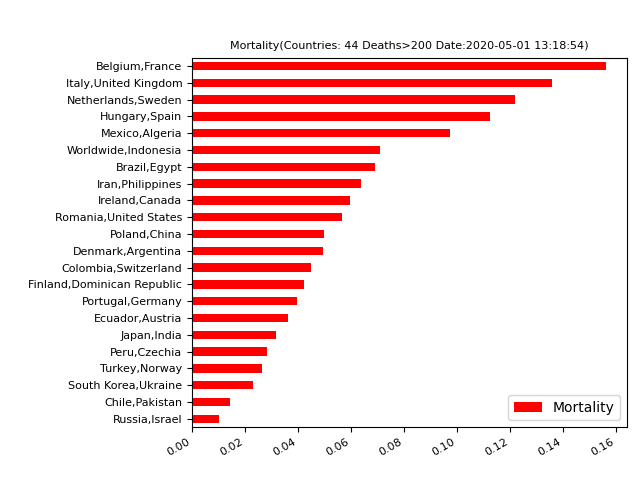 Mortality(Countries: 44 Deaths>200 Date:2020-05-01 13:18:54)
Belgium,France
Italy,United Kingdom
Netherlands,Sweden
Hungary,Spain
Mexico,Algeria
Worldwide,Indonesia
Brazil,Egypt
Iran,Philippines
Ireland,Canada
Romania,United States
Poland,China
Denmark,Argentina
Colombia,Switzerland
Finland,Dominican Republic
Portugal,Germany
Ecuador,Austria
Japan,India
Peru,Czechia
Turkey,Norway
South Korea,Ukraine
Chile,Pakistan
Russia,Israel
Mortality
0.00 0.02 0.04 0.06 0.08 0.10 0.12 0.14 0.16